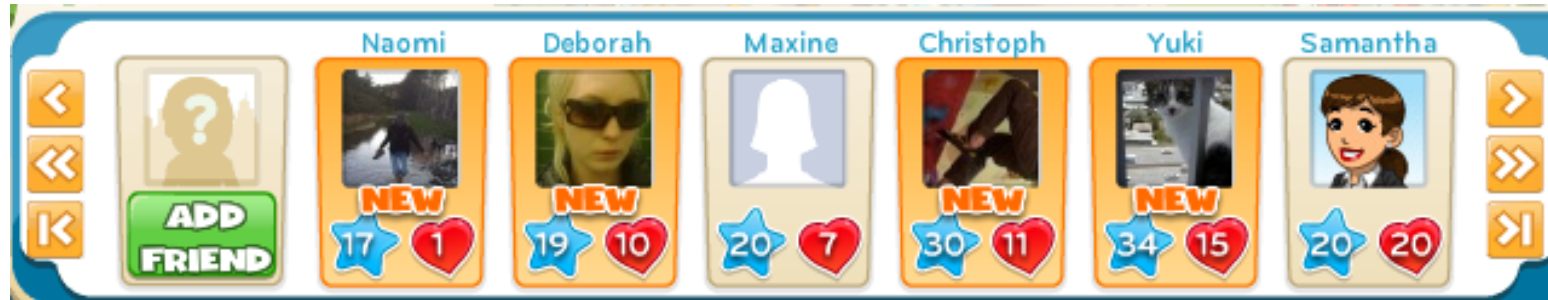 Naomi Deborah Maxine Christoph Yuki Samantha
?
NEW NEW NEW NEW
ADD
FRIEND
17 1 19 10 20 7 30 11 34 15 20 20